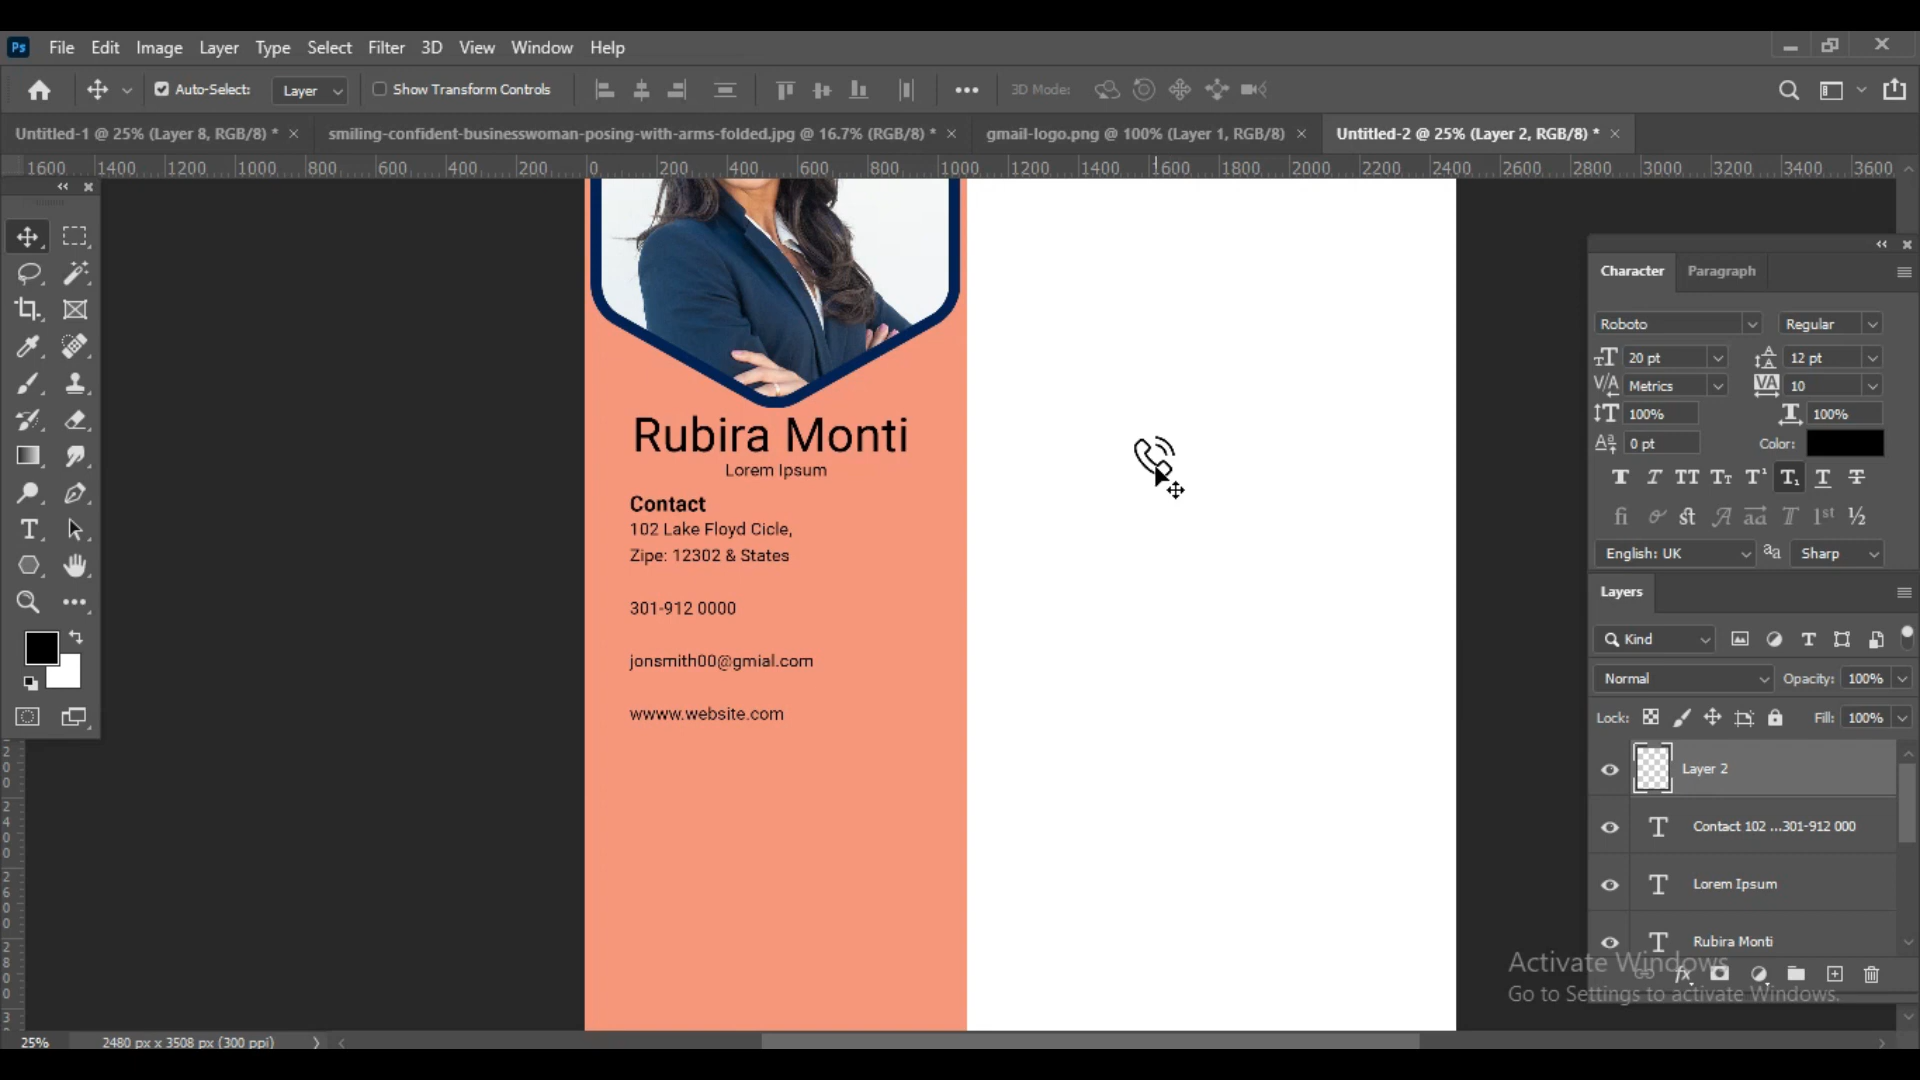 Ps File Edit Image Layer Type Select Filter 3D View Window Help
Auto-Select: Layer Show Transform Controls 3D Mode:
Untitled-1 @ 25% (Layer 8, RGB/8) * smiling-confident-businesswoman-posing-with-arms-folded.jpg @ 16.7% (RGB/8) * gmail-logo.png @ 100% (Layer 1, RGB/8) Untitled-2 @ 25% (Layer 2, RGB/8) *
1600 1400 1200 1000 800 600 400 200 0 200 400 600 800 1000 1200 1400 1600 1800 2000 2200 2400 2600 2800 3000 3200 3400 3600
Rubira Monti
Lorem Ipsum
Contact
102 Lake Floyd Cicle,
Zipe: 12302 & States
301-912 0000
jonsmith00@gmial.com
wwww.website.com
Character Paragraph
Roboto Regular
20 pt 12 pt
Metrics 10
100% 100%
0 pt Color:
English: UK Sharp
Layers
Kind
Normal Opacity: 100%
Lock: Fill: 100%
Layer 2
Contact 102 ...301-912 000
Lorem Ipsum
Rubira Monti
Activate Windows
Go to Settings to activate Windows.
25% 2480 px x 3508 px (300 ppi)